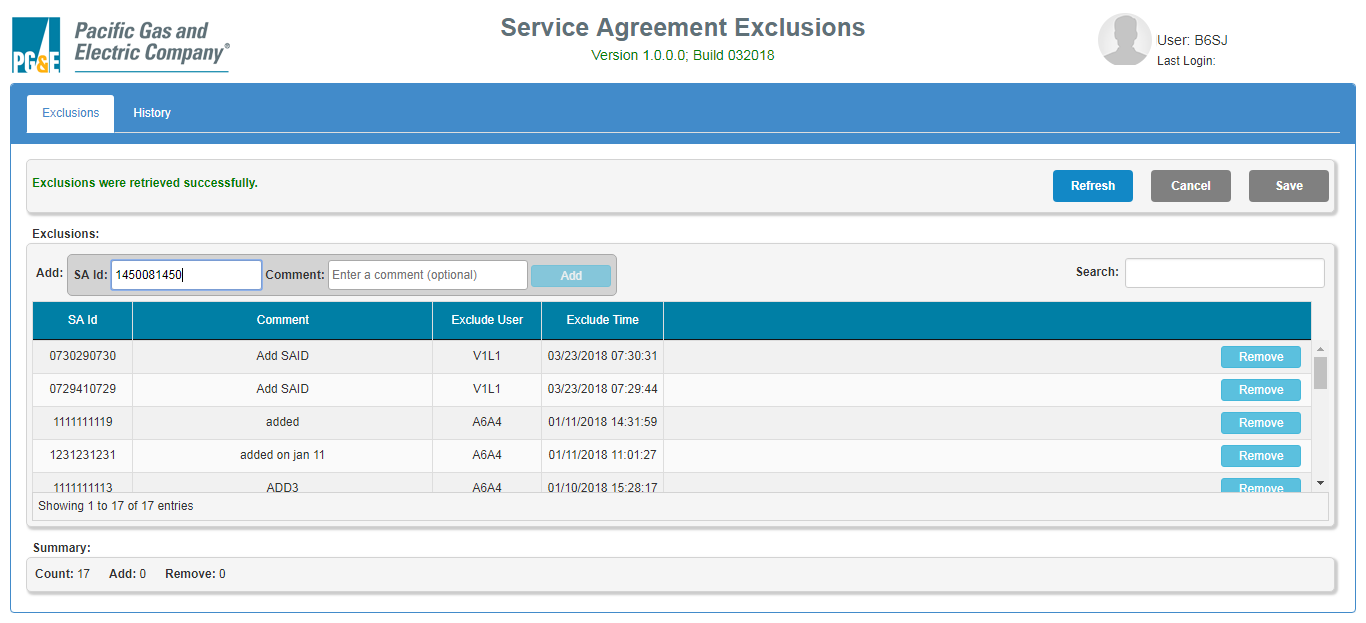 PG&E
Pacific Gas and
Electric Company®
Service Agreement Exclusions
Version 1.0.0.0; Build 032018
User: B6SJ
Last Login:
Exclusions History
Exclusions were retrieved successfully.
Refresh Cancel Save
Exclusions:
Add: SA Id: 1450081450 Comment: Enter a comment (optional) Add Search:
SA Id Comment Exclude User Exclude Time
0730290730 Add SAID V1L1 03/23/2018 07:30:31 Remove
0729410729 Add SAID V1L1 03/23/2018 07:29:44 Remove
1111111119 added A6A4 01/11/2018 14:31:59 Remove
1231231231 added on jan 11 A6A4 01/11/2018 11:01:27 Remove
1111111113 ADD3 A6A4 01/10/2018 15:28:17 Remove
Showing 1 to 17 of 17 entries
Summary:
Count: 17 Add: 0 Remove: 0